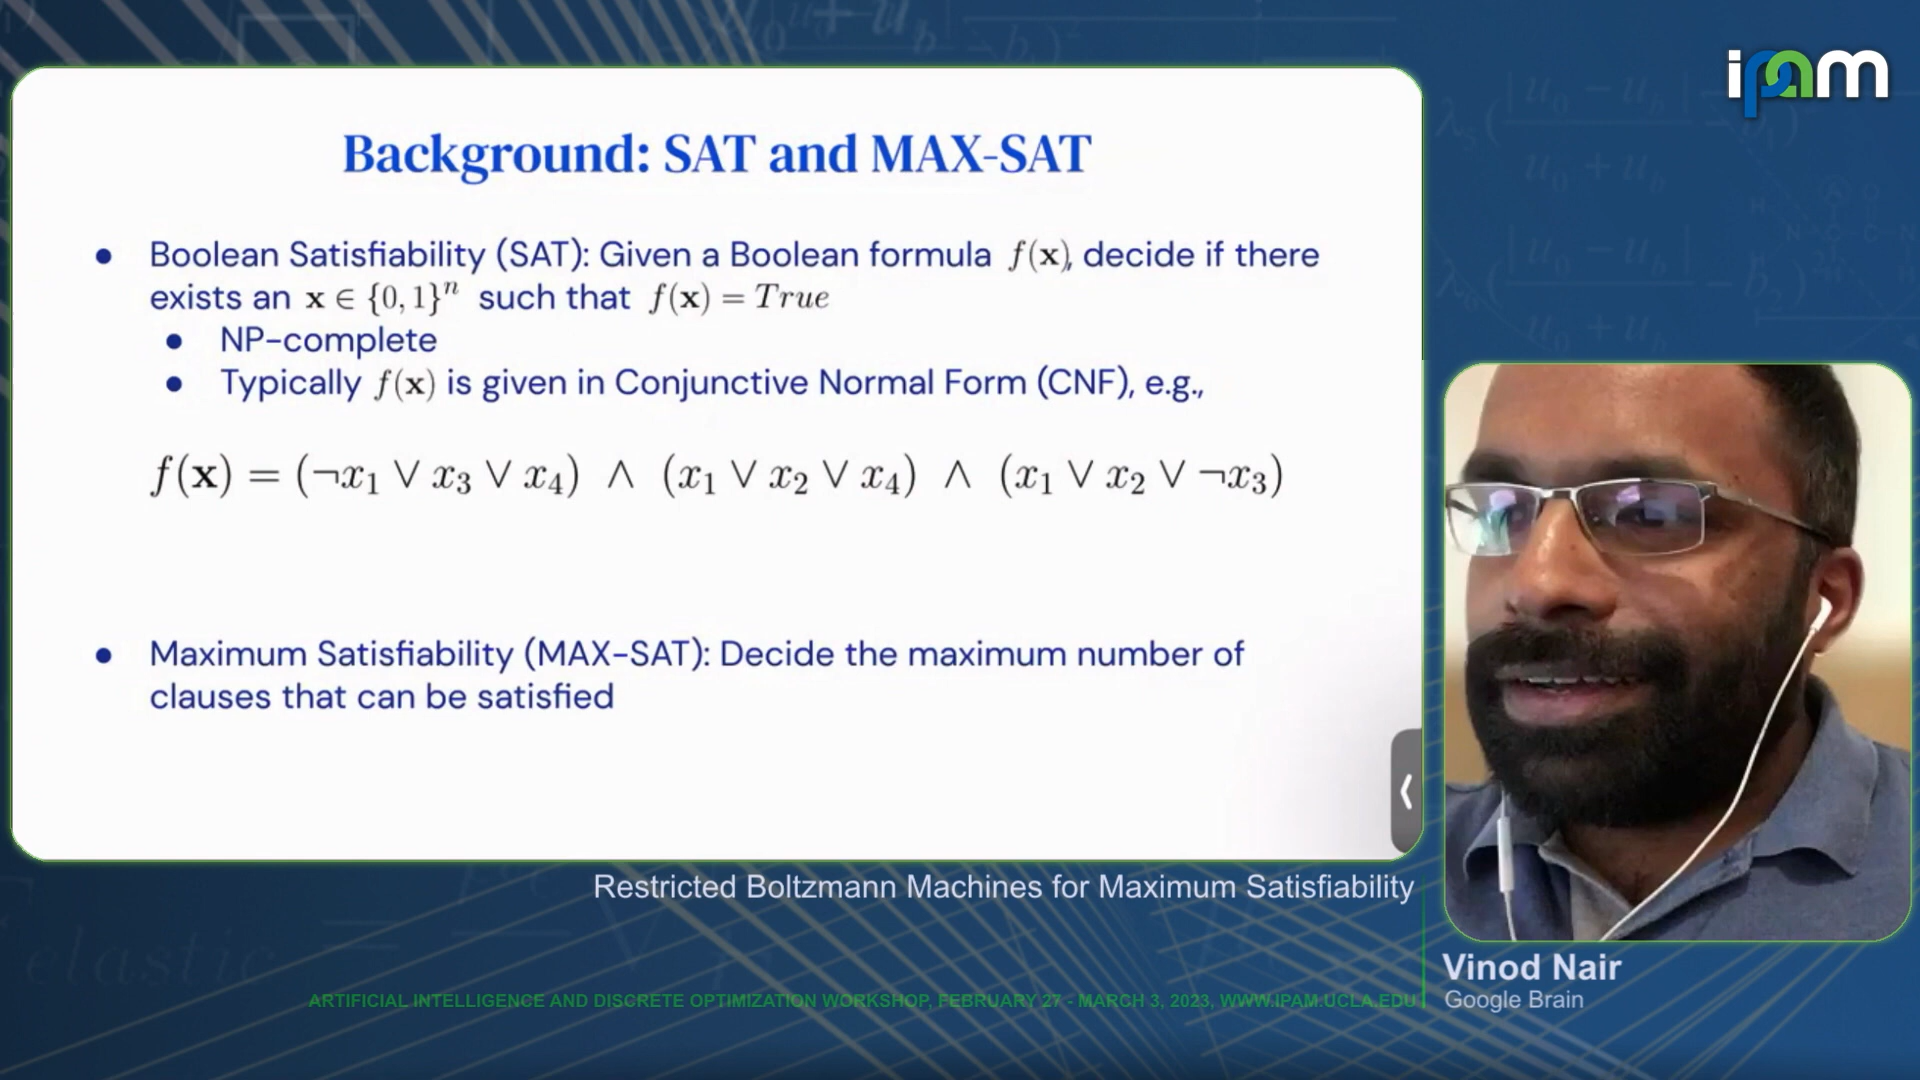 ipam
Background: SAT and MAX-SAT
● Boolean Satisfiability (SAT): Given a Boolean formula f(x), decide if there
exists an x ∈ {0, 1}ⁿ such that f(x) = True
● NP-complete
● Typically f(x) is given in Conjunctive Normal Form (CNF), e.g.,
f(x) = (¬x₁ ∨ x₃ ∨ x₄) ∧ (x₁ ∨ x₂ ∨ x₄) ∧ (x₁ ∨ x₂ ∨ ¬x₃)
● Maximum Satisfiability (MAX-SAT): Decide the maximum number of
clauses that can be satisfied
Restricted Boltzmann Machines for Maximum Satisfiability
Vinod Nair
Google Brain
ARTIFICIAL INTELLIGENCE AND DISCRETE OPTIMIZATION WORKSHOP, FEBRUARY 27 - MARCH 3, 2023, WWW.IPAM.UCLA.EDU
elastic